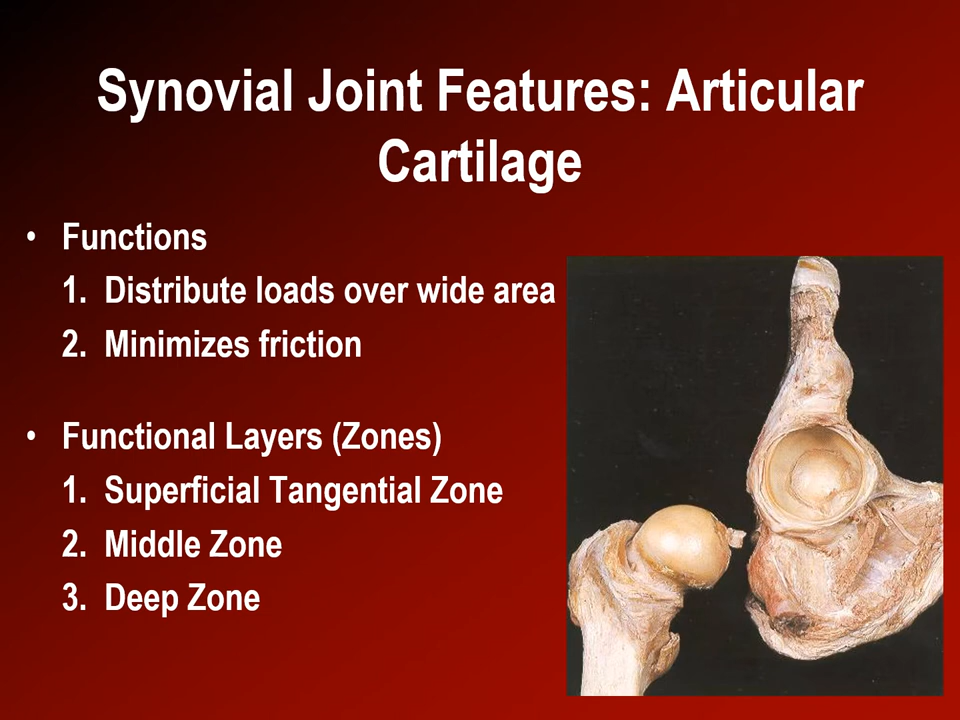 Synovial Joint Features: Articular
Cartilage
• Functions
1. Distribute loads over wide area
2. Minimizes friction
• Functional Layers (Zones)
1. Superficial Tangential Zone
2. Middle Zone
3. Deep Zone